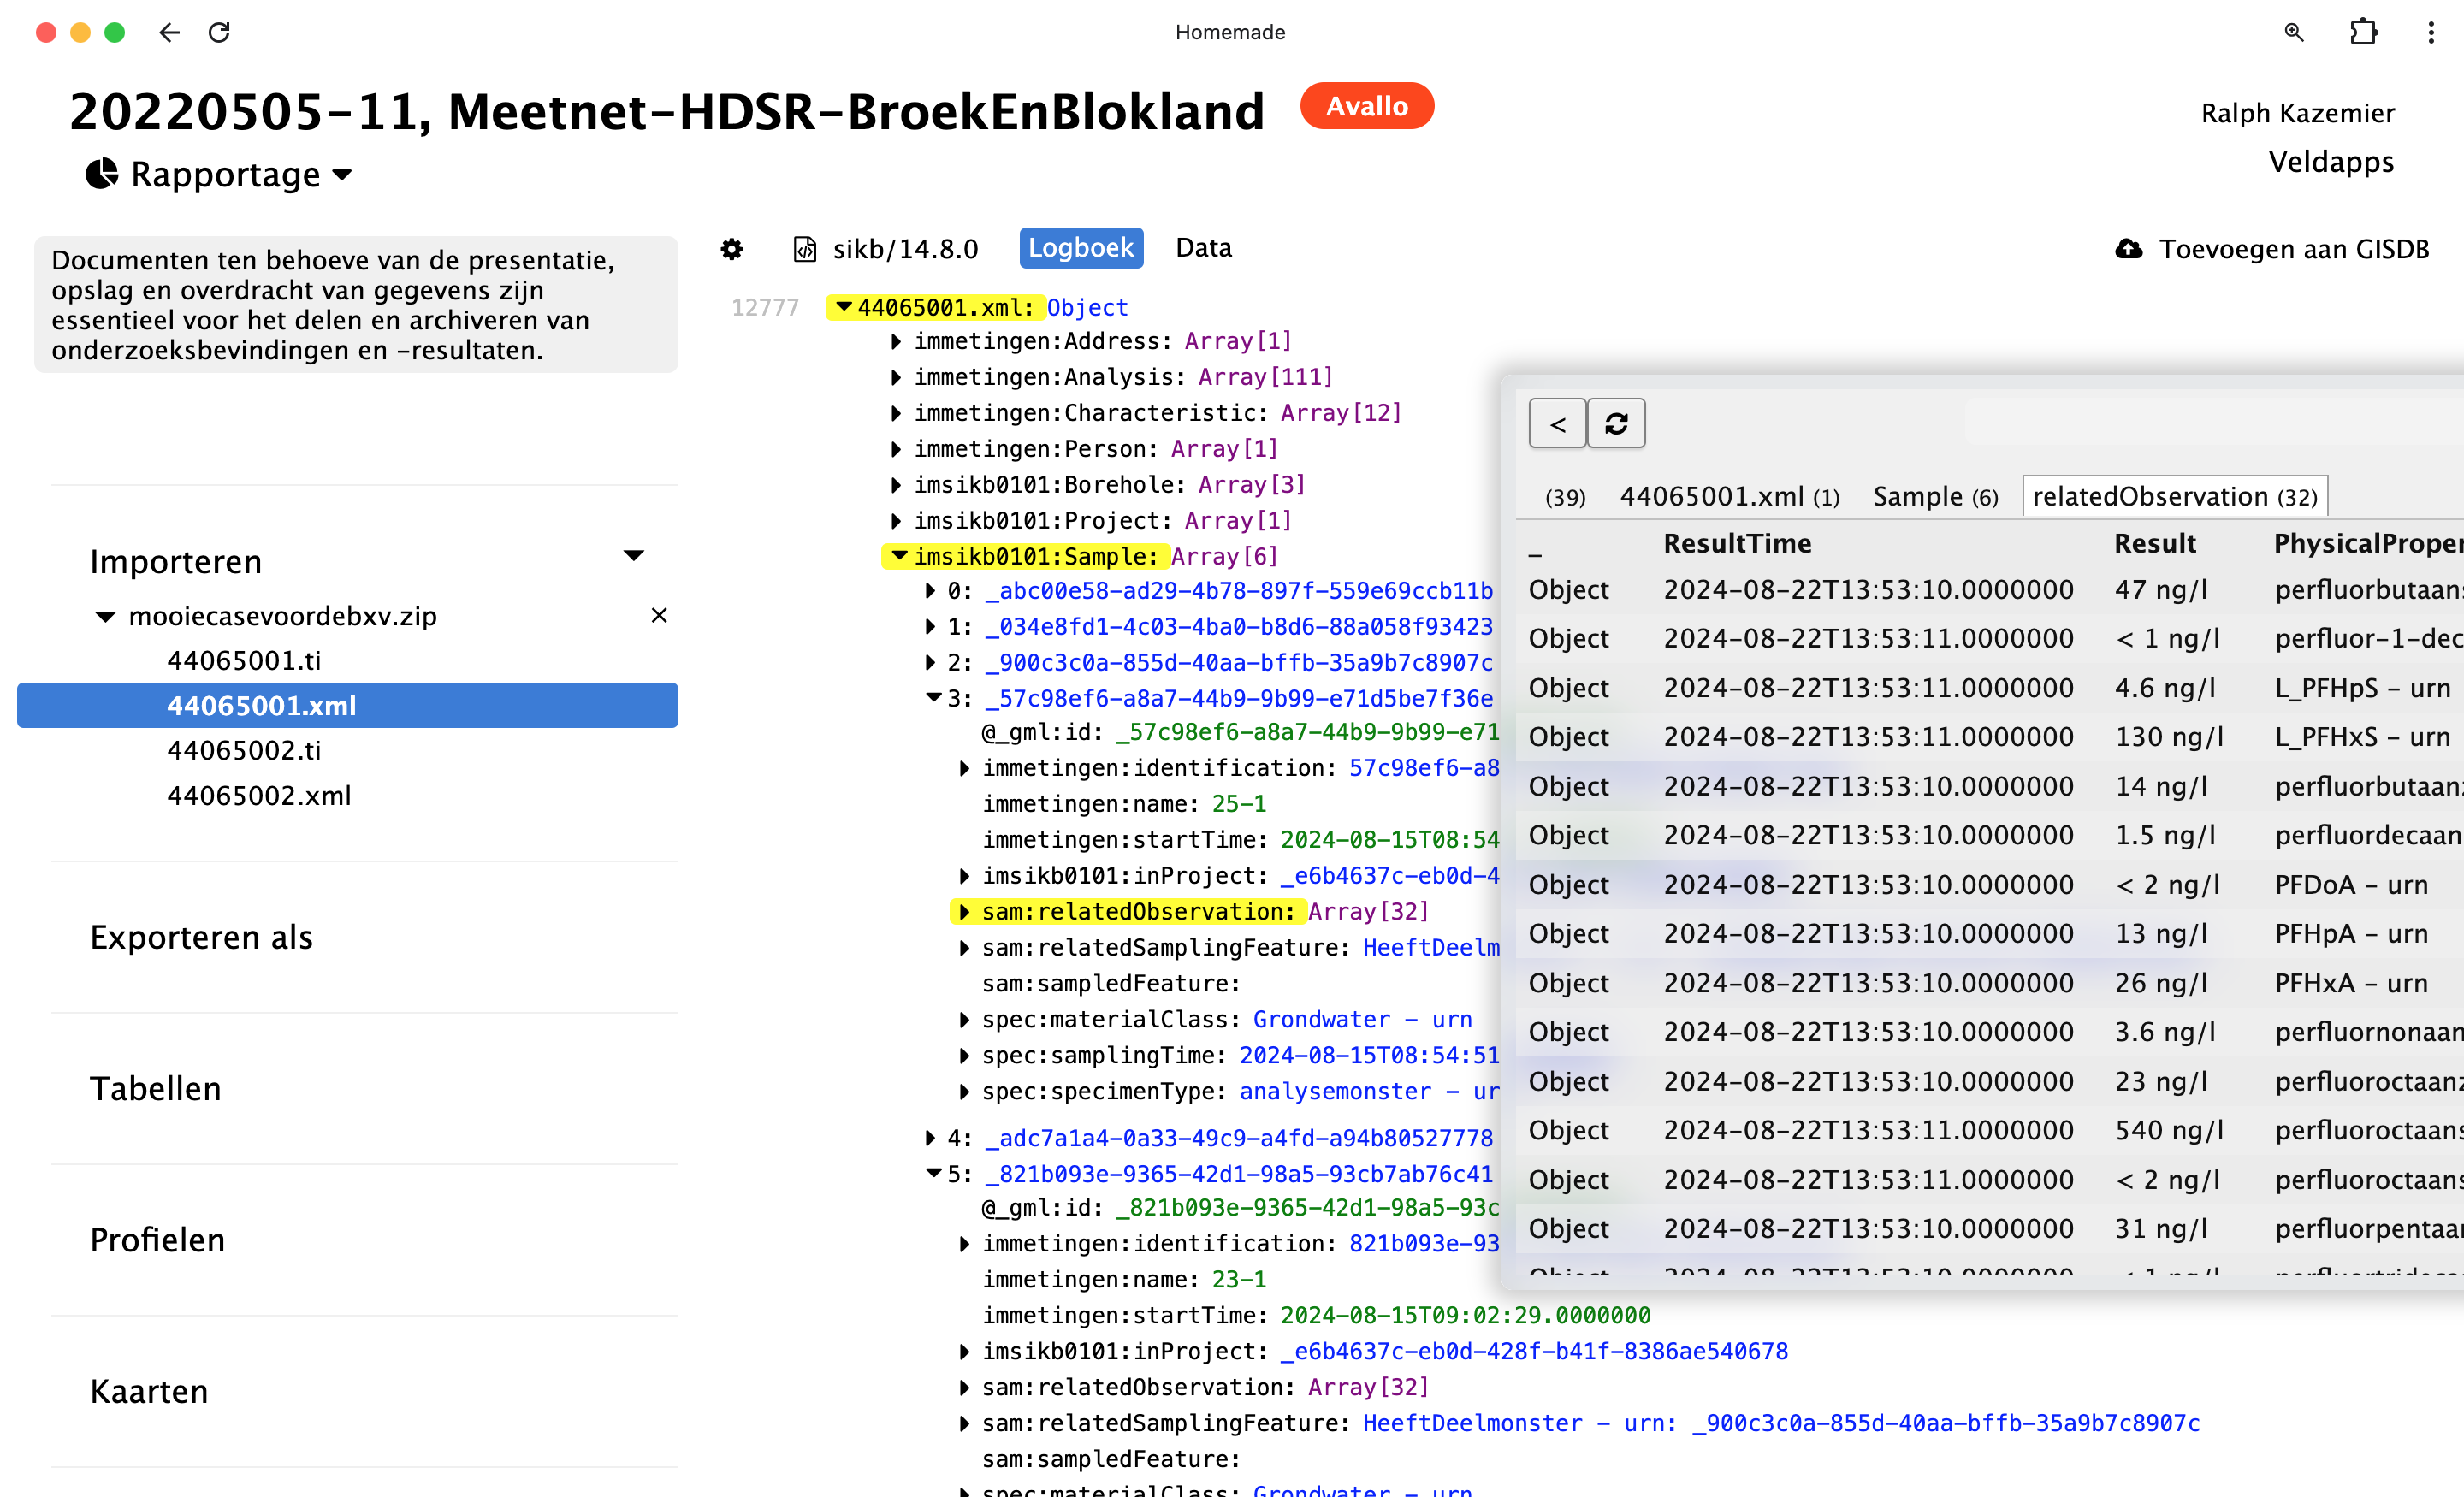 Homemade
20220505-11, Meetnet-HDSR-BroekEnBlokland
Avallo
Ralph Kazemier
Veldapps
Rapportage
Documenten ten behoeve van de presentatie,
opslag en overdracht van gegevens zijn
essentieel voor het delen en archiveren van
onderzoeksbevindingen en -resultaten.
Importeren
mooiecasevoordebxv.zip ×
44065001.ti
44065001.xml
44065002.ti
44065002.xml
Exporteren als
Tabellen
Profielen
Kaarten
sikb/14.8.0 Logboek Data
Toevoegen aan GISDB
12777 44065001.xml: Object
immetingen:Address: Array[1]
immetingen:Analysis: Array[111]
immetingen:Characteristic: Array[12]
immetingen:Person: Array[1]
imsikb0101:Borehole: Array[3]
imsikb0101:Project: Array[1]
imsikb0101:Sample: Array[6]
0: _abc00e58-ad29-4b78-897f-559e69ccb11b
1: _034e8fd1-4c03-4ba0-b8d6-88a058f93423
2: _900c3c0a-855d-40aa-bffb-35a9b7c8907c
3: _57c98ef6-a8a7-44b9-9b99-e71d5be7f36e
@_gml:id: _57c98ef6-a8a7-44b9-9b99-e71
immetingen:identification: 57c98ef6-a8
immetingen:name: 25-1
immetingen:startTime: 2024-08-15T08:54
imsikb0101:inProject: _e6b4637c-eb0d-4
sam:relatedObservation: Array[32]
sam:relatedSamplingFeature: HeeftDeelm
sam:sampledFeature:
spec:materialClass: Grondwater - urn
spec:samplingTime: 2024-08-15T08:54:51
spec:specimenType: analysemonster - ur
4: _adc7a1a4-0a33-49c9-a4fd-a94b80527778
5: _821b093e-9365-42d1-98a5-93cb7ab76c41
@_gml:id: _821b093e-9365-42d1-98a5-93c
immetingen:identification: 821b093e-93
immetingen:name: 23-1
immetingen:startTime: 2024-08-15T09:02:29.0000000
imsikb0101:inProject: _e6b4637c-eb0d-428f-b41f-8386ae540678
sam:relatedObservation: Array[32]
sam:relatedSamplingFeature: HeeftDeelmonster - urn: _900c3c0a-855d-40aa-bffb-35a9b7c8907c
sam:sampledFeature:
spec:materialClass: Grondwater - urn
<
(39) 44065001.xml (1) Sample (6) relatedObservation (32)
_ ResultTime Result PhysicalProper
Object 2024-08-22T13:53:10.0000000 47 ng/l perfluorbutaans
Object 2024-08-22T13:53:11.0000000 < 1 ng/l perfluor-1-dec
Object 2024-08-22T13:53:11.0000000 4.6 ng/l L_PFHpS - urn
Object 2024-08-22T13:53:11.0000000 130 ng/l L_PFHxS - urn
Object 2024-08-22T13:53:10.0000000 14 ng/l perfluorbutaanz
Object 2024-08-22T13:53:10.0000000 1.5 ng/l perfluordecaan
Object 2024-08-22T13:53:10.0000000 < 2 ng/l PFDoA - urn
Object 2024-08-22T13:53:10.0000000 13 ng/l PFHpA - urn
Object 2024-08-22T13:53:10.0000000 26 ng/l PFHxA - urn
Object 2024-08-22T13:53:10.0000000 3.6 ng/l perfluornonaan
Object 2024-08-22T13:53:10.0000000 23 ng/l perfluoroctaanz
Object 2024-08-22T13:53:11.0000000 540 ng/l perfluoroctaans
Object 2024-08-22T13:53:11.0000000 < 2 ng/l perfluoroctaans
Object 2024-08-22T13:53:10.0000000 31 ng/l perfluorpentaan
Object 2024-08-22T13:53:10.0000000 < 1 ng/l